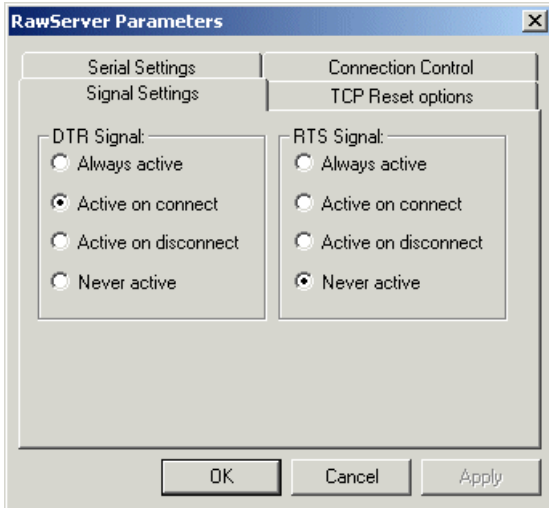 RawServer Parameters
Serial Settings
Connection Control
Signal Settings
TCP Reset options
DTR Signal:
Always active
Active on connect
Active on disconnect
Never active
RTS Signal:
Always active
Active on connect
Active on disconnect
Never active
OK
Cancel
Apply